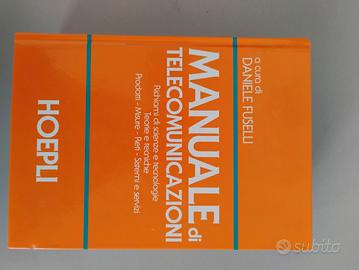 a cura di
DANIELE FUSELLI
MANUALE di
TELECOMUNICAZIONI
Richiami di scienze e tecnologie
Teorie e tecniche
Prodotti - Misure - Reti - Sistemi e servizi
HOEPLI
subito